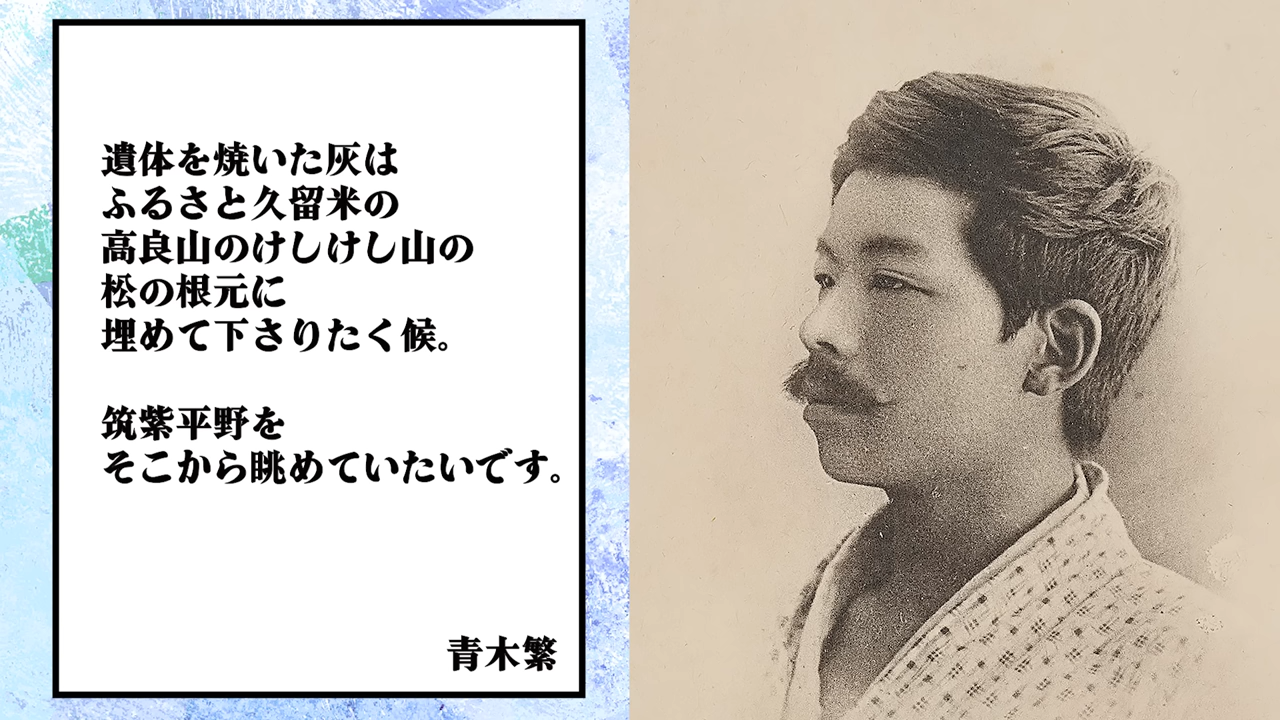 遺体を焼いた灰は
ふるさと久留米の
高良山のけしけし山の
松の根元に
埋めて下さりたく候。
筑紫平野を
そこから眺めていたいです。
青木繁